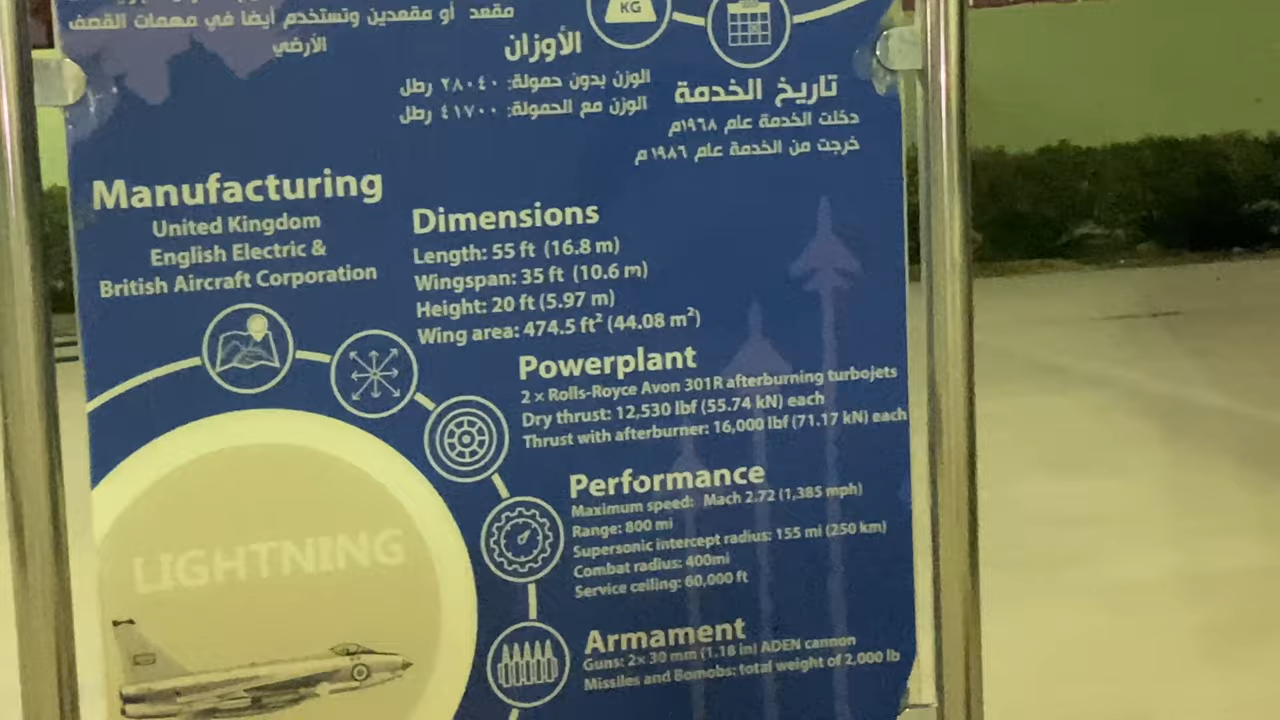 مقعد أو مقعدين وتستخدم أيضا في مهمات القصف
الأرضي
KG
الأوزان
الوزن بدون حمولة: ٢٨٠٤٠ رطل
الوزن مع الحمولة: ٤١٧٠٠ رطل
تاريخ الخدمة
دخلت الخدمة عام ١٩٦٨م
خرجت من الخدمة عام ١٩٨٦م
Manufacturing
United Kingdom
English Electric &
British Aircraft Corporation
Dimensions
Length: 55 ft (16.8 m)
Wingspan: 35 ft (10.6 m)
Height: 20 ft (5.97 m)
Wing area: 474.5 ft² (44.08 m²)
Powerplant
2 × Rolls-Royce Avon 301R afterburning turbojets
Dry thrust: 12,530 lbf (55.74 kN) each
Thrust with afterburner: 16,000 lbf (71.17 kN) each
Performance
Maximum speed: Mach 2.72 (1,385 mph)
Range: 800 mi
Supersonic intercept radius: 155 mi (250 km)
Combat radius: 400mi
Service ceiling: 60,000 ft
Armament
Guns: 2× 30 mm (1.18 in) ADEN cannon
Missiles and Bomobs: total weight of 2,000 lb
LIGHTNING